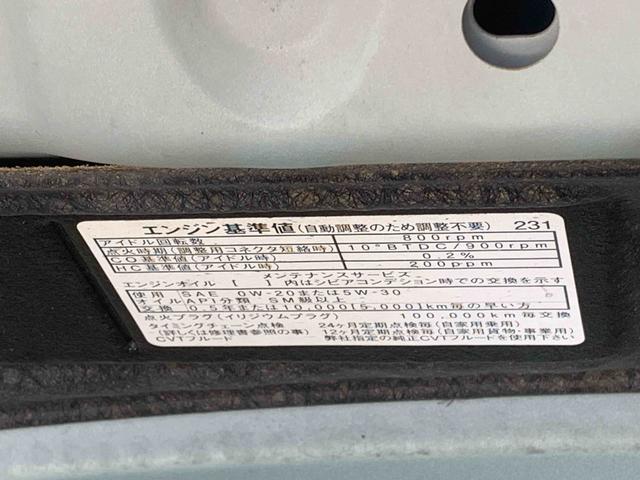 エンジン基準値(自動調整のため調整不要) 231
アイドル回転数 800rpm
点火時期(調整用コネクタ短絡時) 10°BTDC/900rpm
CO基準値(アイドル時) 0.2%
HC基準値(アイドル時) 200ppm
メンテナンスサービス
エンジンオイル [ ]内はシビアコンデション時での交換を示す
使用 SAE 0W-20または5W-30
オイルAPI分類 SM級以上
交換 0.5年または10,000[5,000]km毎の早い方
点火プラグ(イリジウムプラグ) 100,000km毎交換
タイミングチェーン点検 24ヶ月定期点検毎(自家用乗用)
(詳しくは修理書参照の事) 12ヶ月定期点検毎(自家用貨物・事業用)
CVTフルード 弊社指定の純正CVTフルードを使用下さい